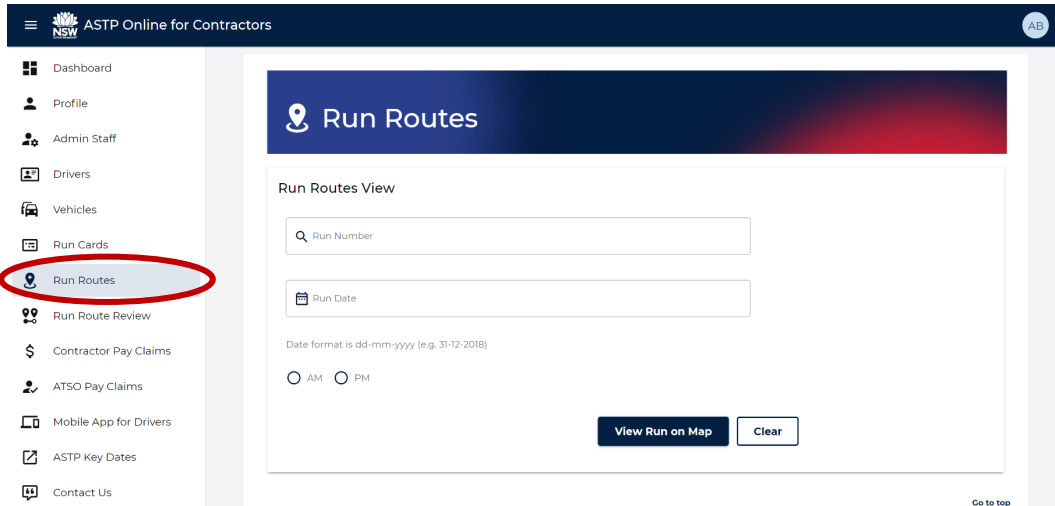 NSW
ASTP Online for Contractors
AB
Dashboard
Profile
Admin Staff
Drivers
Vehicles
Run Cards
Run Routes
Run Route Review
Contractor Pay Claims
ATSO Pay Claims
Mobile App for Drivers
ASTP Key Dates
Contact Us
Run Routes
Run Routes View
Run Number
Run Date
Date format is dd-mm-yyyy (e.g. 31-12-2018)
AM PM
View Run on Map Clear
Go to top